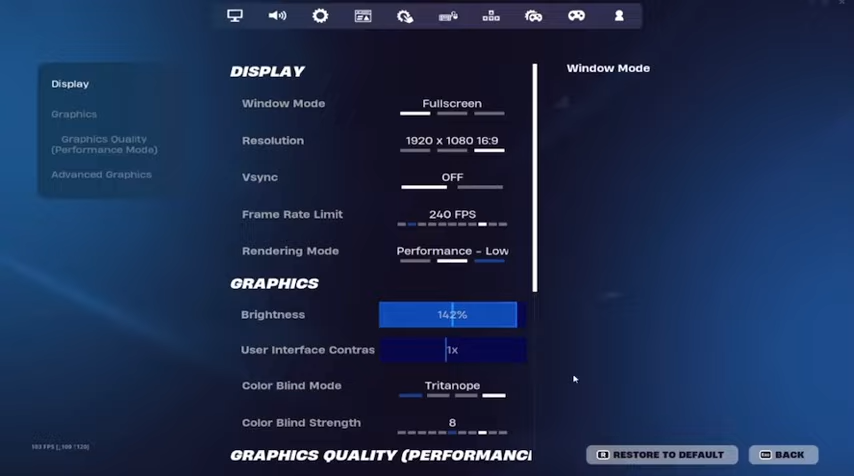 DISPLAY
Window Mode
Display
Window Mode Fullscreen
Graphics
Resolution 1920 x 1080 16:9
Graphics Quality
(Performance Mode)
Advanced Graphics
Vsync OFF
Frame Rate Limit 240 FPS
Rendering Mode Performance - Low
GRAPHICS
Brightness 142%
User Interface Contras 1x
Color Blind Mode Tritanope
Color Blind Strength 8
GRAPHICS QUALITY (PERFORMANC
R RESTORE TO DEFAULT
Esc BACK